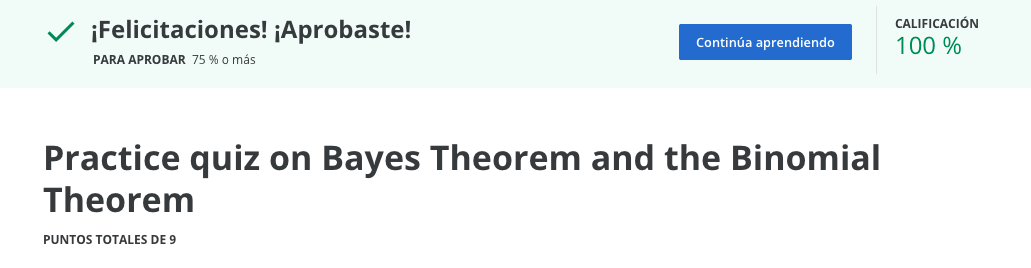 ¡Felicitaciones! ¡Aprobaste!
PARA APROBAR 75 % o más
Continúa aprendiendo
CALIFICACIÓN
100 %
Practice quiz on Bayes Theorem and the Binomial
Theorem
PUNTOS TOTALES DE 9